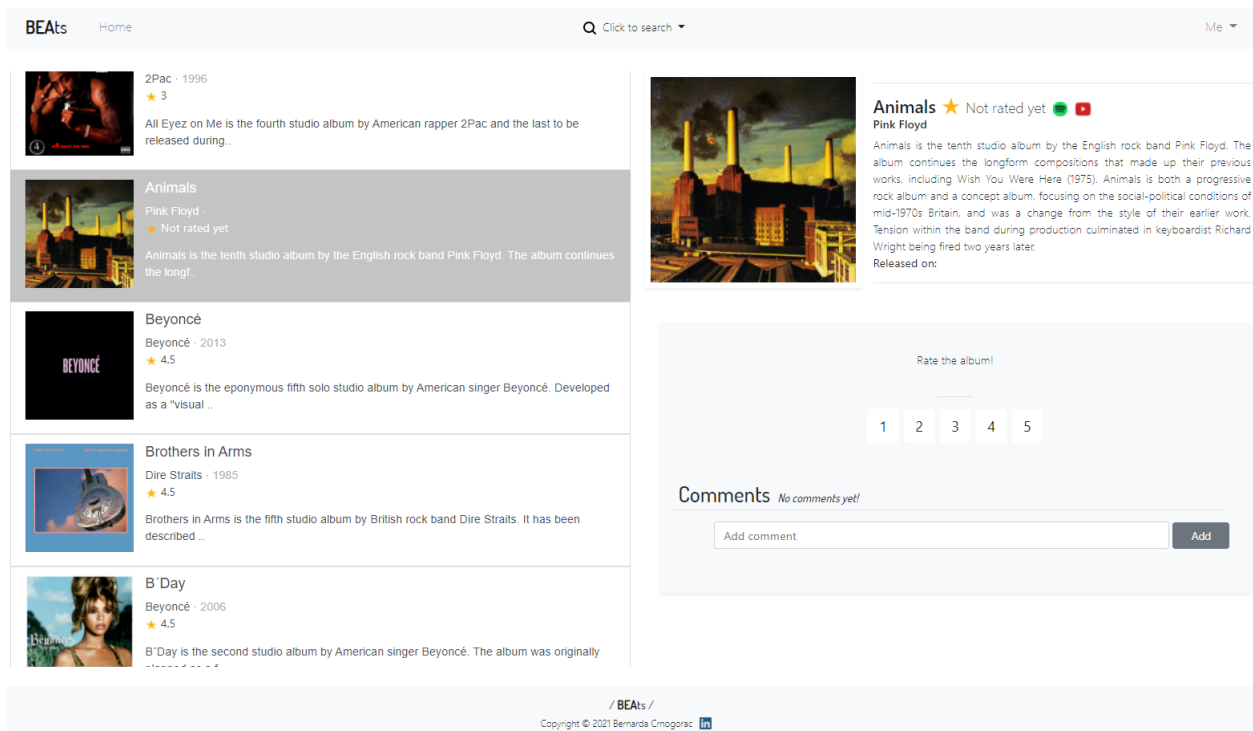 BEAts Home Click to search Me
2Pac · 1996
3
All Eyez on Me is the fourth studio album by American rapper 2Pac and the last to be
released during..
Animals
Pink Floyd ·
Not rated yet
Animals is the tenth studio album by the English rock band Pink Floyd. The album continues
the longf..
BEYONCÉ
Beyoncé
Beyoncé · 2013
4.5
Beyoncé is the eponymous fifth solo studio album by American singer Beyoncé. Developed
as a "visual ..
Brothers in Arms
Dire Straits · 1985
4.5
Brothers in Arms is the fifth studio album by British rock band Dire Straits. It has been
described ..
Beyoncé
B´Day
Beyoncé · 2006
4.5
B´Day is the second studio album by American singer Beyoncé. The album was originally
Animals Not rated yet
Pink Floyd
Animals is the tenth studio album by the English rock band Pink Floyd. The
album continues the longform compositions that made up their previous
works, including Wish You Were Here (1975). Animals is both a progressive
rock album and a concept album, focusing on the social-political conditions of
mid-1970s Britain, and was a change from the style of their earlier work.
Tension within the band during production culminated in keyboardist Richard
Wright being fired two years later.
Released on:
Rate the album!
1 2 3 4 5
Comments No comments yet!
Add comment Add
/ BEAts /
Copyright © 2021 Bernarda Crnogorac in